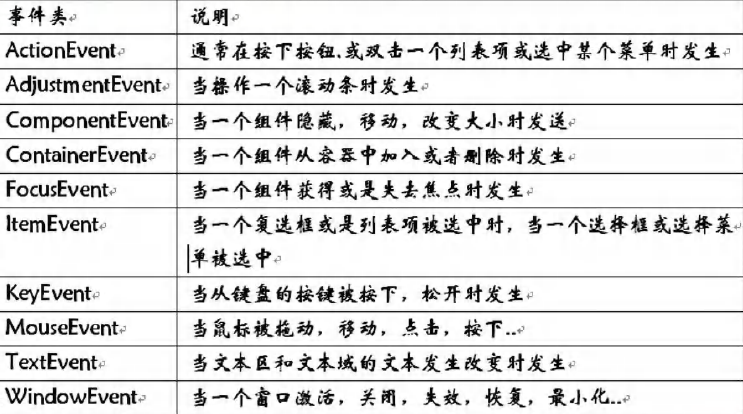 事件类 说明
ActionEvent 通常在按下按钮,或双击一个列表项或选中某个菜单时发生
AdjustmentEvent 当操作一个滚动条时发生
ComponentEvent 当一个组件隐藏，移动，改变大小时发送
ContainerEvent 当一个组件从容器中加入或者删除时发生
FocusEvent 当一个组件获得或是失去焦点时发生
ItemEvent 当一个复选框或是列表项被选中时，当一个选择框或选择菜
单被选中
KeyEvent 当从键盘的按键被按下，松开时发生
MouseEvent 当鼠标被拖动，移动，点击，按下..
TextEvent 当文本区和文本域的文本发生改变时发生
WindowEvent 当一个窗口激活，关闭，失效，恢复，最小化..